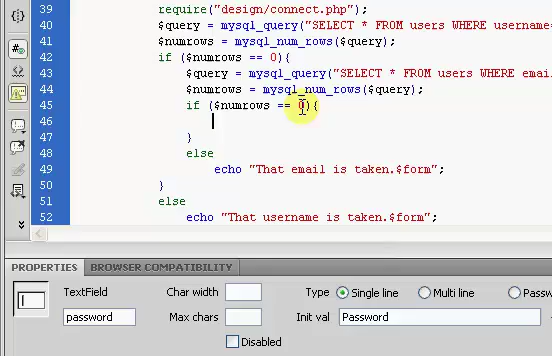 39 require("design/connect.php");
40 $query = mysql_query("SELECT * FROM users WHERE username=
41 $numrows = mysql_num_rows($query);
42 if ($numrows == 0){
43 $query = mysql_query("SELECT * FROM users WHERE email
44 $numrows = mysql_num_rows($query);
45 if ($numrows == 0){
46
47 }
48 else
49 echo "That email is taken.$form";
50 }
51 else
52 echo "That username is taken.$form";
PROPERTIES BROWSER COMPATIBILITY
TextField Char width Type Single line Multi line Passw
password Max chars Init val Password
Disabled